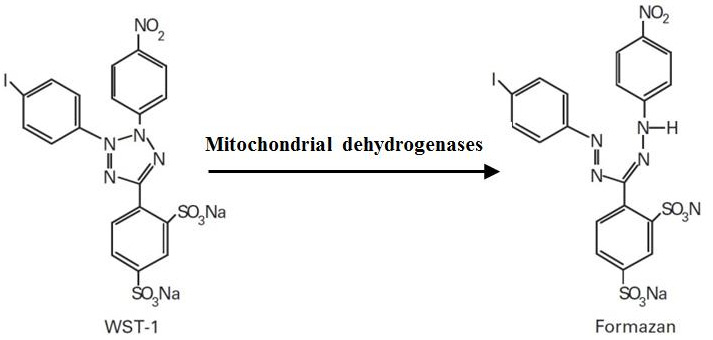 NO2
NO2
I
I
N
N
N
N
Mitochondrial dehydrogenases
N
N
N
N-H
SO3Na
SO3N
SO3Na
SO3Na
WST-1
Formazan